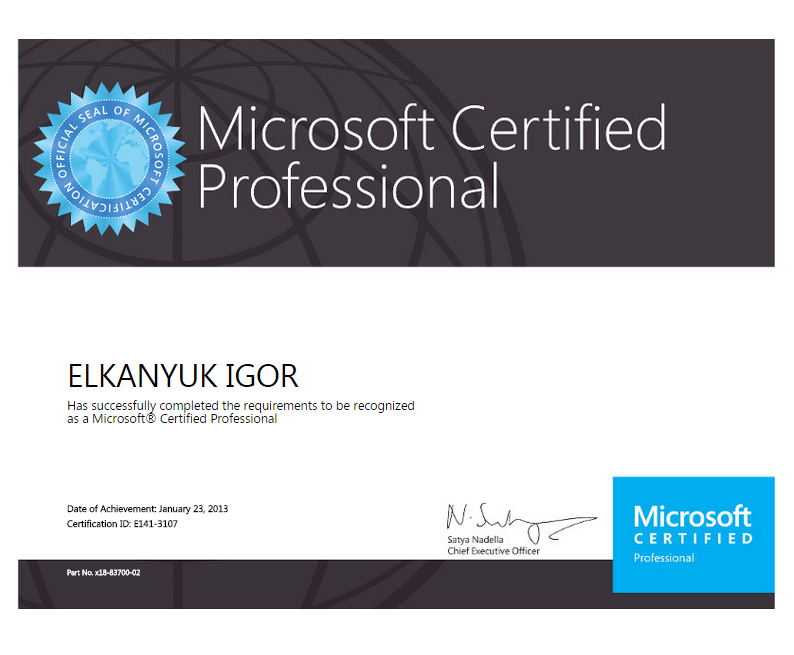 OFFICIAL SEAL OF MICROSOFT CERTIFICATION
Microsoft Certified
Professional
ELKANYUK IGOR
Has successfully completed the requirements to be recognized
as a Microsoft® Certified Professional
Date of Achievement: January 23, 2013
Certification ID: E141-3107
Satya Nadella
Chief Executive Officer
Microsoft
CERTIFIED
Professional
Part No. x18-83700-02